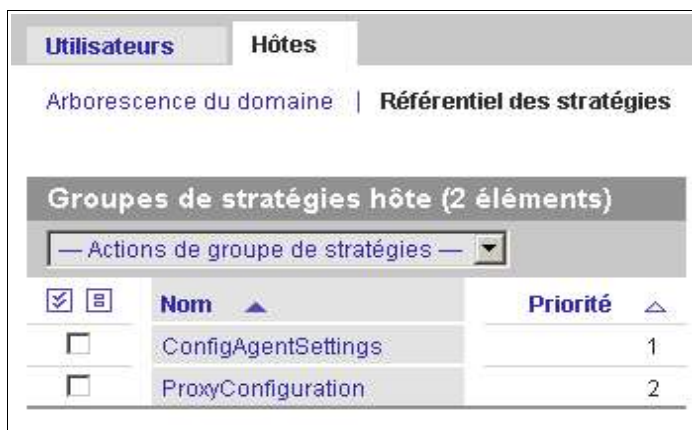 Utilisateurs Hôtes
Arborescence du domaine | Référentiel des stratégies
Groupes de stratégies hôte (2 éléments)
— Actions de groupe de stratégies —
Nom Priorité
ConfigAgentSettings 1
ProxyConfiguration 2